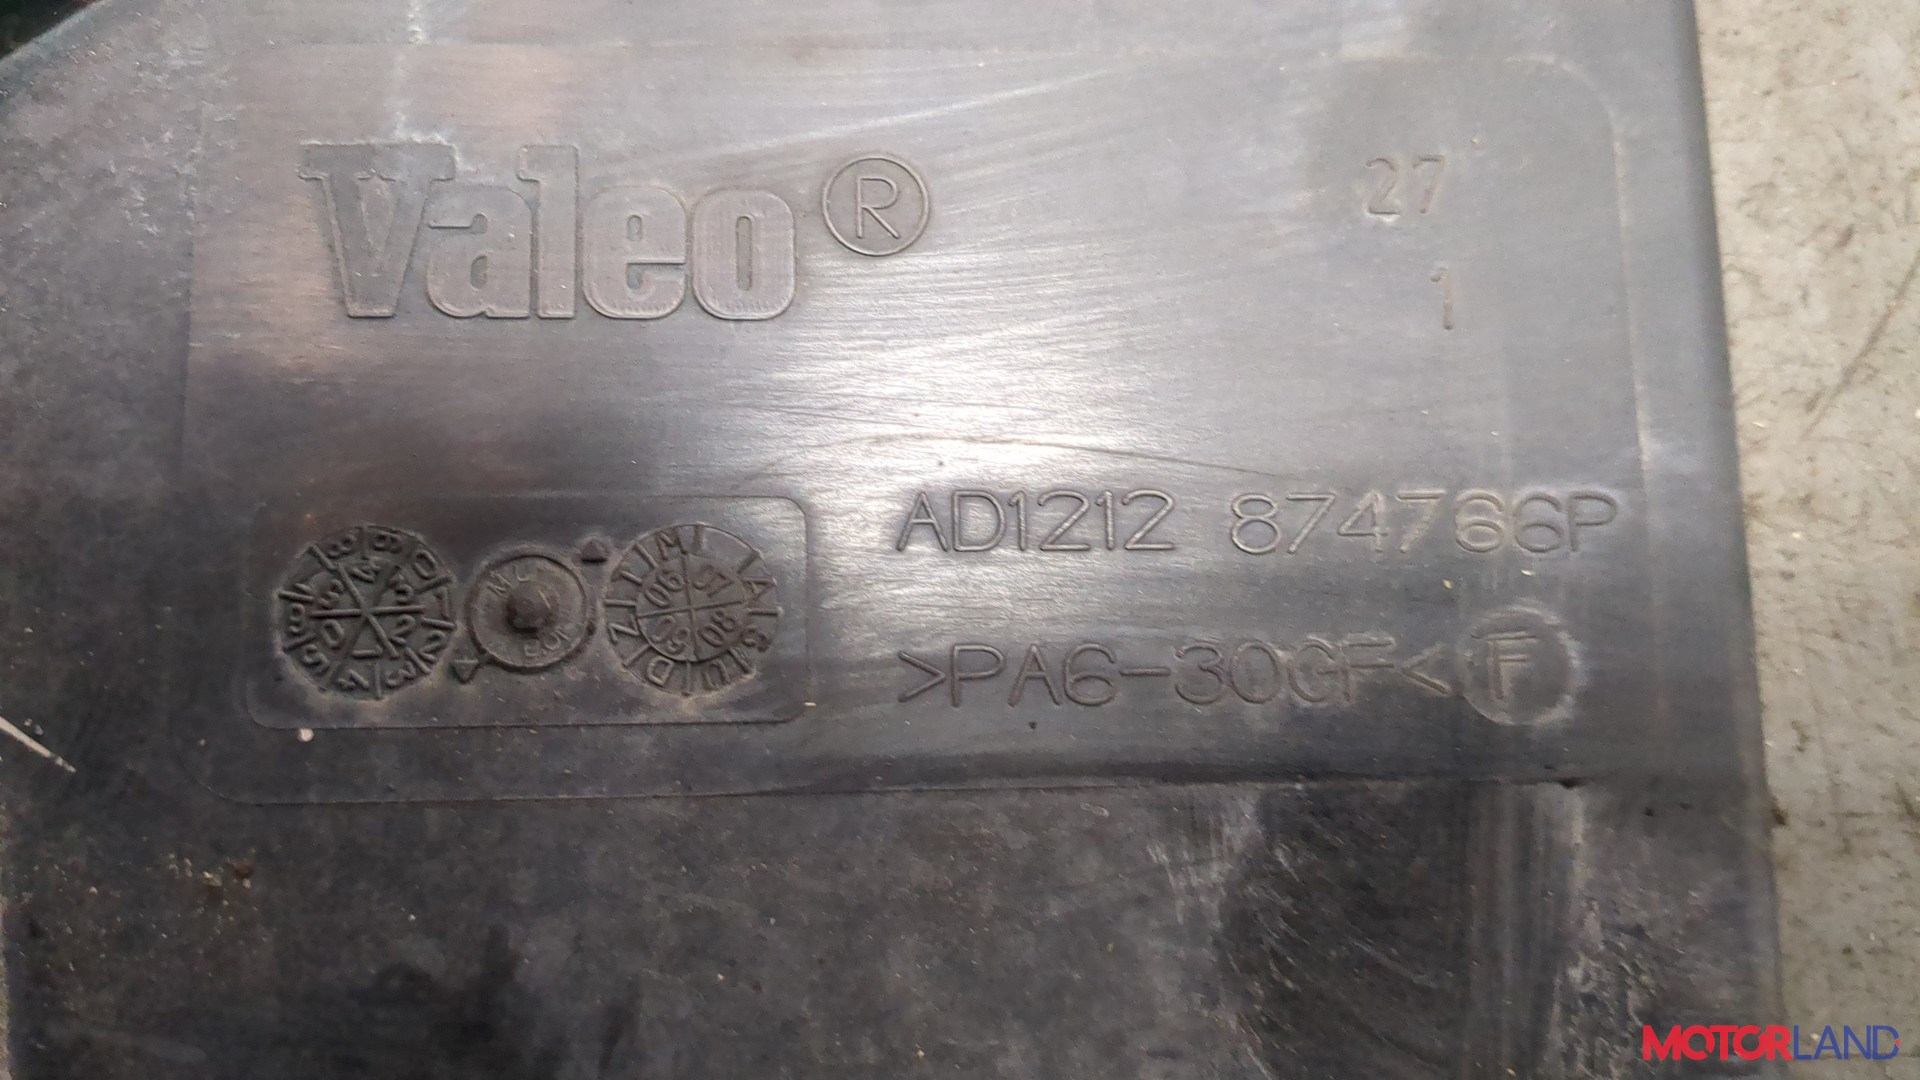 Valeo®
27
1
AD1212 874766P
>PA6-30GF< F
MOTORLAND